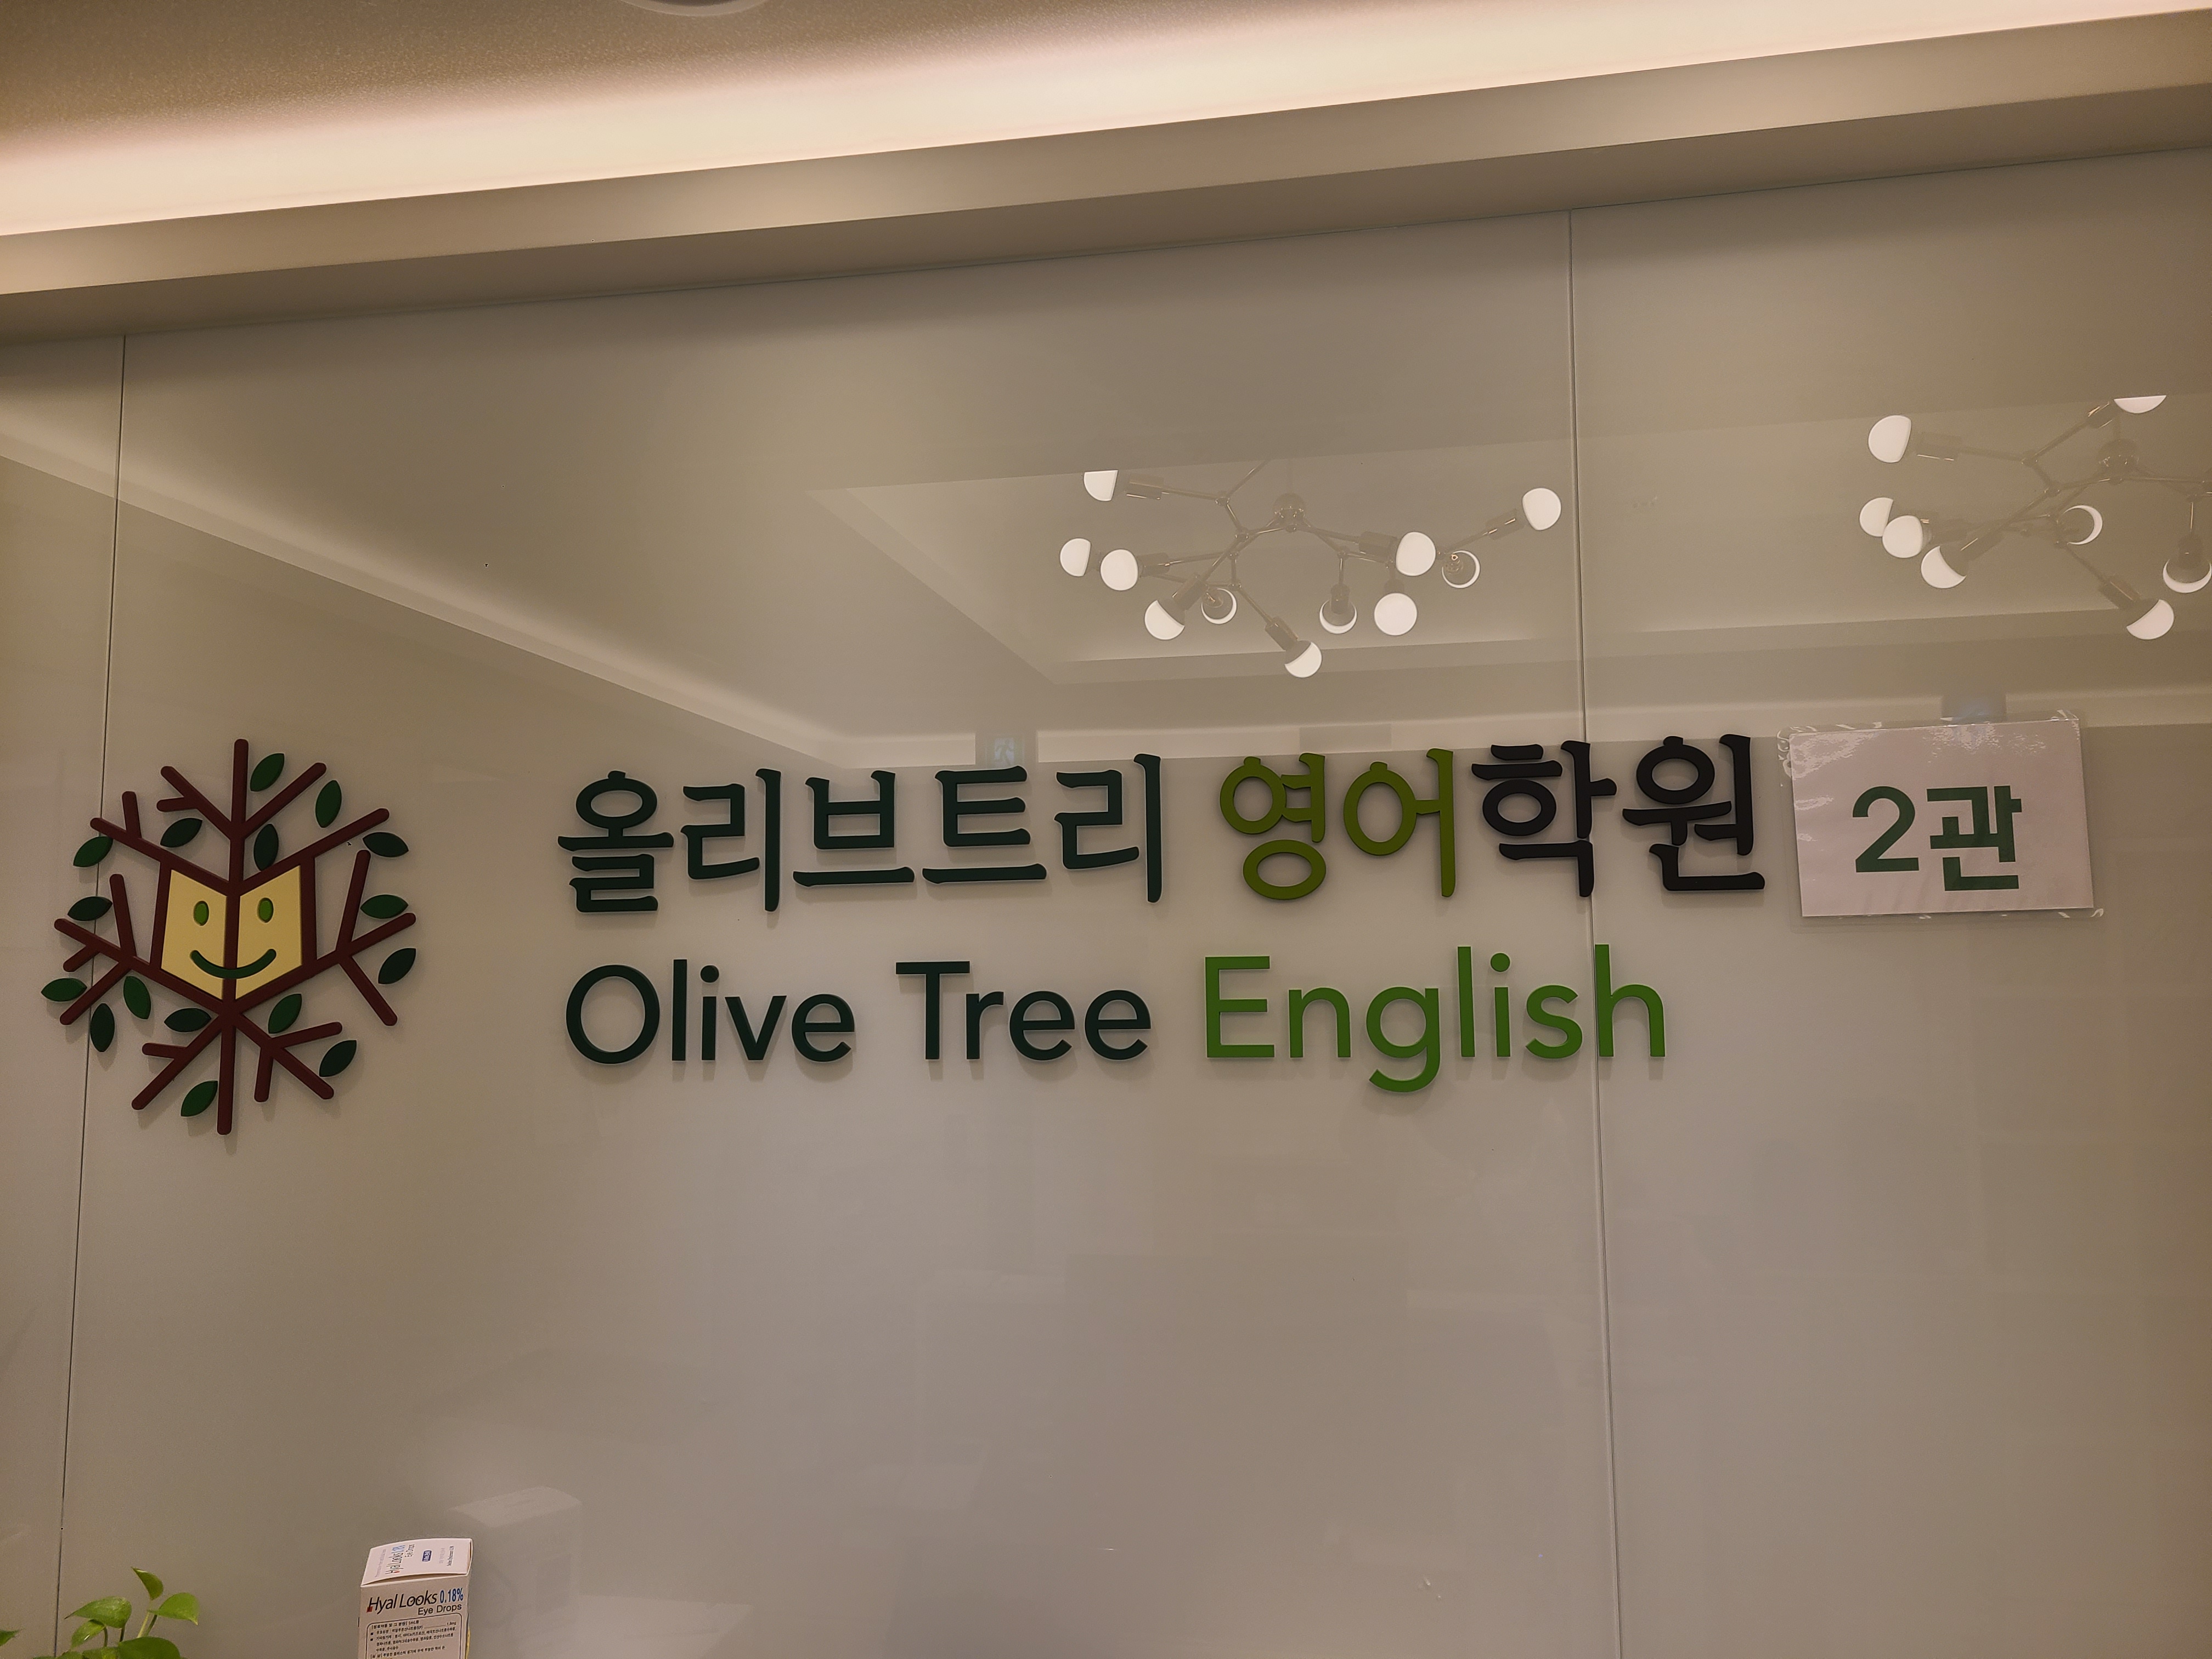 올리브트리 영어학원 2관
Olive Tree English
Hyal Looks 0.18%
Eye Drops